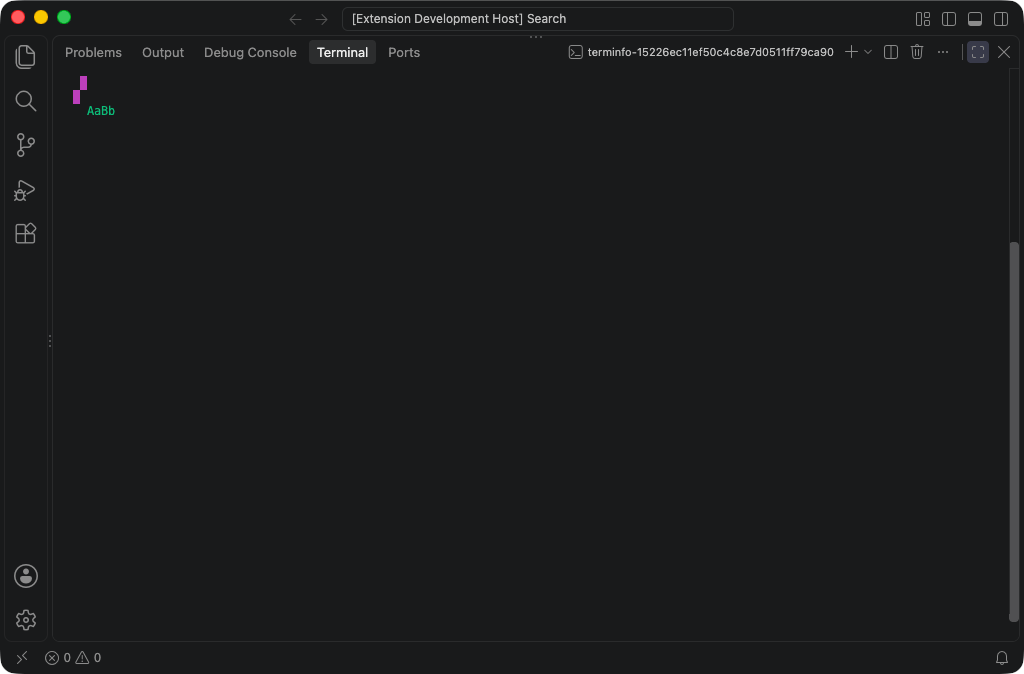 [Extension Development Host] Search
Problems Output Debug Console Terminal Ports
terminfo-15226ec11ef50c4c8e7d0511ff79ca90
AaBb
0 0